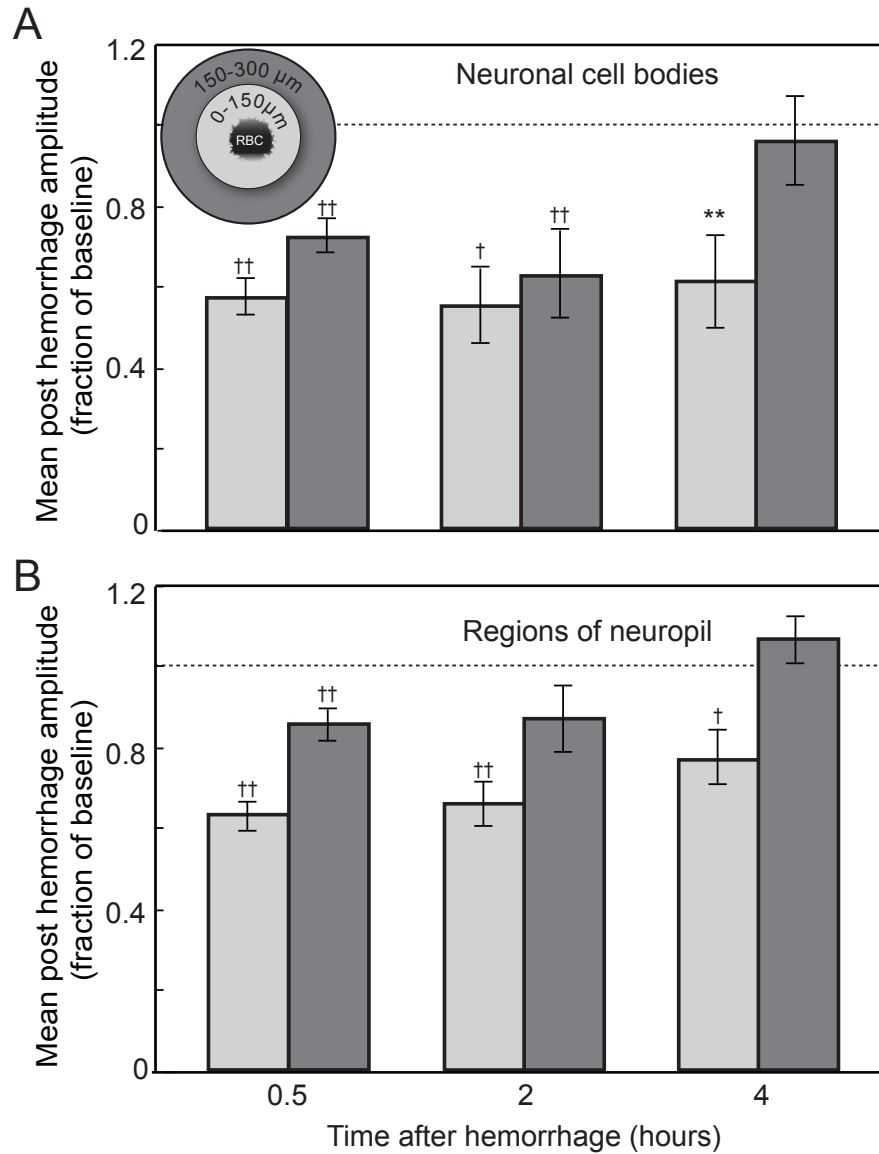 A
1.2
Neuronal cell bodies
150-300 µm
0-150µm
RBC
0.8
††
††
†
††
**
0.4
0
Mean post hemorrhage amplitude
(fraction of baseline)
B
1.2
Regions of neuropil
0.8
††
††
††
†
0.4
0
Mean post hemorrhage amplitude
(fraction of baseline)
0.5 2 4
Time after hemorrhage (hours)